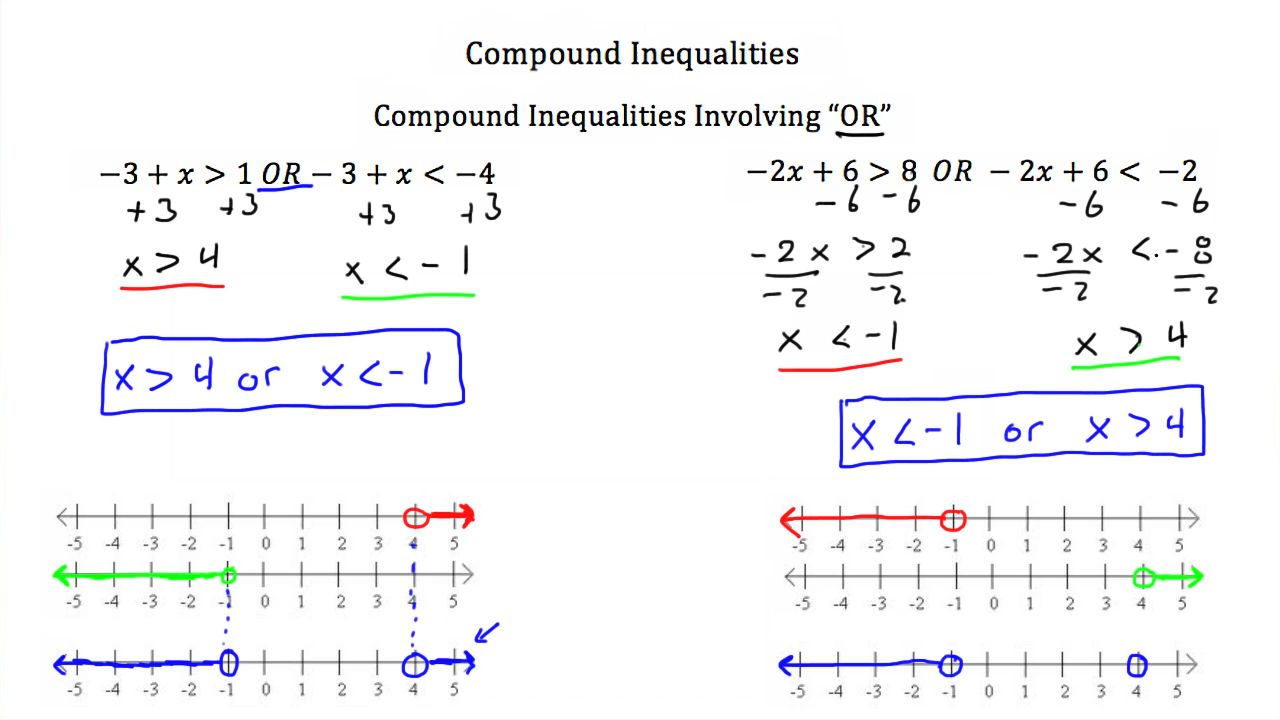 Compound Inequalities
Compound Inequalities Involving “OR”
−3 + x > 1 OR − 3 + x < −4
+3 +3 +3 +3
x > 4 x < - 1
x > 4 or x < - 1
-5 -4 -3 -2 -1 0 1 2 3 4 5
-5 -4 -3 -2 -1 0 1 2 3 4 5
-5 -4 -3 -2 -1 0 1 2 3 4 5
−2x + 6 > 8 OR − 2x + 6 < −2
-6 -6 -6 -6
-2x > 2 -2x < - 8
-2 -2 -2 -2
x < -1 x > 4
x < -1 or x > 4
-5 -4 -3 -2 -1 0 1 2 3 4 5
-5 -4 -3 -2 -1 0 1 2 3 4 5
-5 -4 -3 -2 -1 0 1 2 3 4 5